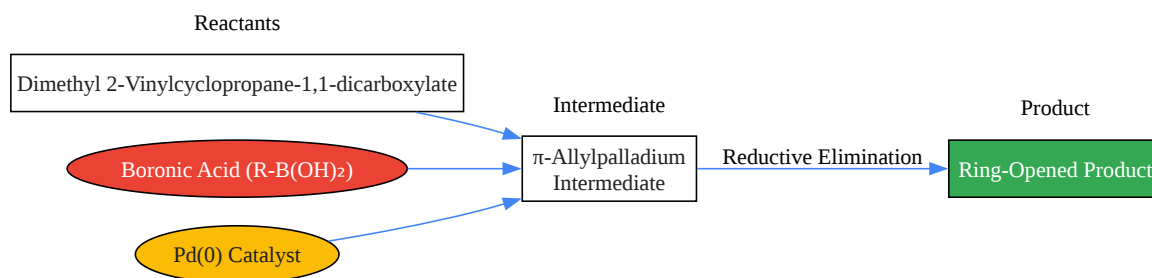 Reactants
Dimethyl 2-Vinylcyclopropane-1,1-dicarboxylate
Boronic Acid (R-B(OH)₂)
Pd(0) Catalyst
Intermediate
π-Allylpalladium
Intermediate
Reductive Elimination
Product
Ring-Opened Product